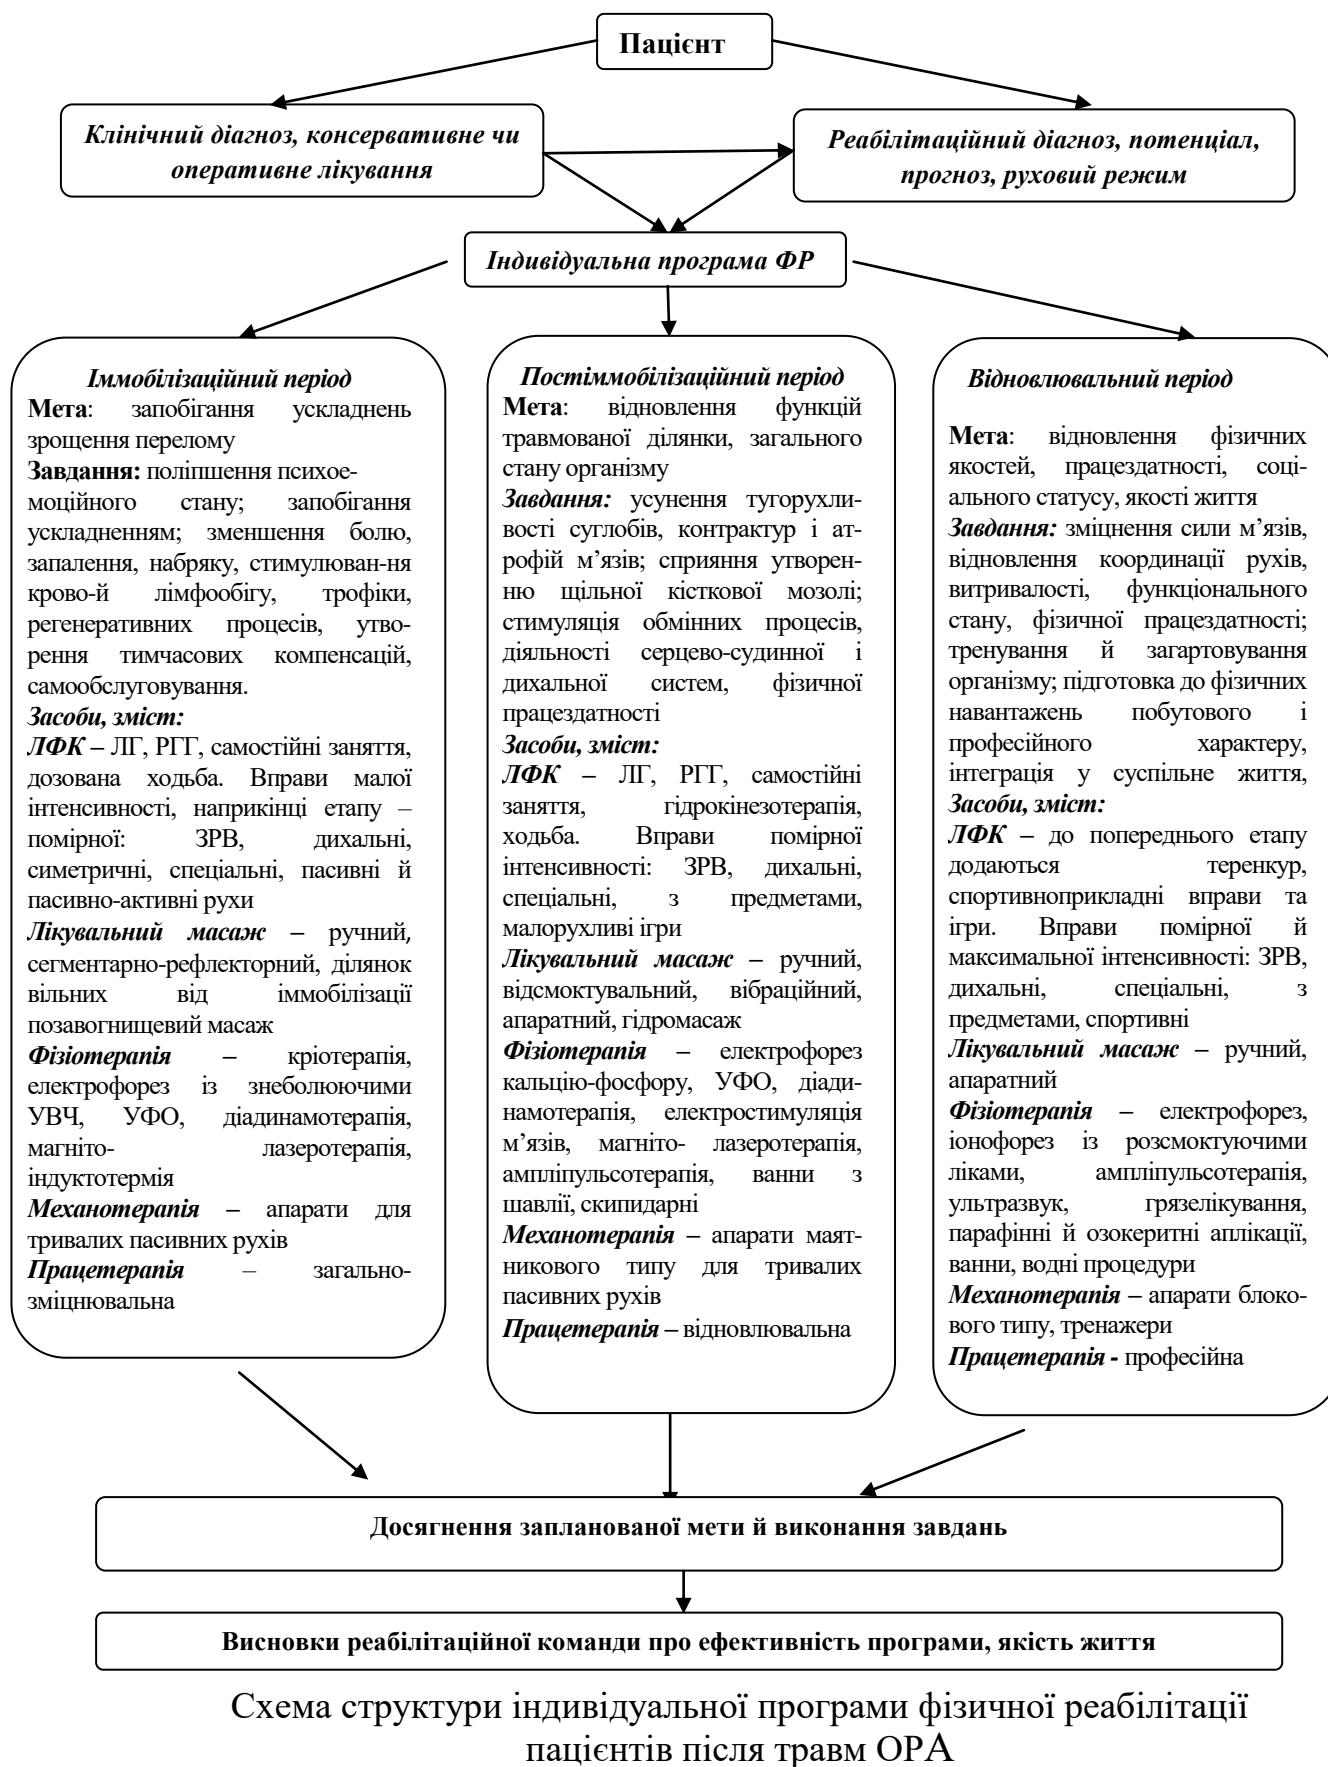 Пацієнт
Клінічний діагноз, консервативне чи
оперативне лікування
Реабілітаційний діагноз, потенціал,
прогноз, руховий режим
Індивідуальна програма ФР
Іммобілізаційний період
Мета: запобігання ускладнень
зрощення перелому
Завдання: поліпшення психое-
моційного стану; запобігання
ускладненням; зменшення болю,
запалення, набряку, стимулюван-ня
крово-й лімфообігу, трофіки,
регенеративних процесів, утво-
рення тимчасових компенсацій,
самообслуговування.
Засоби, зміст:
ЛФК – ЛГ, РГГ, самостійні заняття,
дозована ходьба. Вправи малої
інтенсивності, наприкінці етапу –
помірної: ЗРВ, дихальні,
симетричні, спеціальні, пасивні й
пасивно-активні рухи
Лікувальний масаж – ручний,
сегментарно-рефлекторний, ділянок
вільних від іммобілізації
позавогнищевий масаж
Фізіотерапія – кріотерапія,
електрофорез із знеболюючими
УВЧ, УФО, діадинамотерапія,
магніто- лазеротерапія,
індуктотермія
Механотерапія – апарати для
тривалих пасивних рухів
Працетерапія – загально-
зміцнювальна
Постіммобілізаційний період
Мета: відновлення функцій
травмованої ділянки, загального
стану організму
Завдання: усунення тугорухли-
вості суглобів, контрактур і ат-
рофій м’язів; сприяння утворен-
ню щільної кісткової мозолі;
стимуляція обмінних процесів,
діяльності серцево-судинної і
дихальної систем, фізичної
працездатності
Засоби, зміст:
ЛФК – ЛГ, РГГ, самостійні
заняття, гідрокінезотерапія,
ходьба. Вправи помірної
інтенсивності: ЗРВ, дихальні,
спеціальні, з предметами,
малорухливі ігри
Лікувальний масаж – ручний,
відсмоктувальний, вібраційний,
апаратний, гідромасаж
Фізіотерапія – електрофорез
кальцію-фосфору, УФО, діади-
намотерапія, електростимуляція
м’язів, магніто- лазеротерапія,
ампліпульсотерапія, ванни з
шавлії, скипидарні
Механотерапія – апарати маят-
никового типу для тривалих
пасивних рухів
Працетерапія – відновлювальна
Відновлювальний період
Мета: відновлення фізичних
якостей, працездатності, соці-
ального статусу, якості життя
Завдання: зміцнення сили м’язів,
відновлення координації рухів,
витривалості, функціонального
стану, фізичної працездатності;
тренування й загартовування
організму; підготовка до фізичних
навантажень побутового і
професійного характеру,
інтеграція у суспільне життя,
Засоби, зміст:
ЛФК – до попереднього етапу
додаються теренкур,
спортивноприкладні вправи та
ігри. Вправи помірної й
максимальної інтенсивності: ЗРВ,
дихальні, спеціальні, з
предметами, спортивні
Лікувальний масаж – ручний,
апаратний
Фізіотерапія – електрофорез,
іонофорез із розсмоктуючими
ліками, ампліпульсотерапія,
ультразвук, грязелікування,
парафінні й озокеритні аплікації,
ванни, водні процедури
Механотерапія – апарати блоко-
вого типу, тренажери
Працетерапія - професійна
Досягнення запланованої мети й виконання завдань
Висновки реабілітаційної команди про ефективність програми, якість життя
Схема структури індивідуальної програми фізичної реабілітації
пацієнтів після травм ОРА